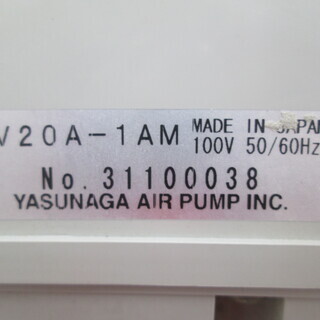 V20A-1AM MADE IN JAPAN
100V 50/60Hz
No. 31100038
YASUNAGA AIR PUMP INC.